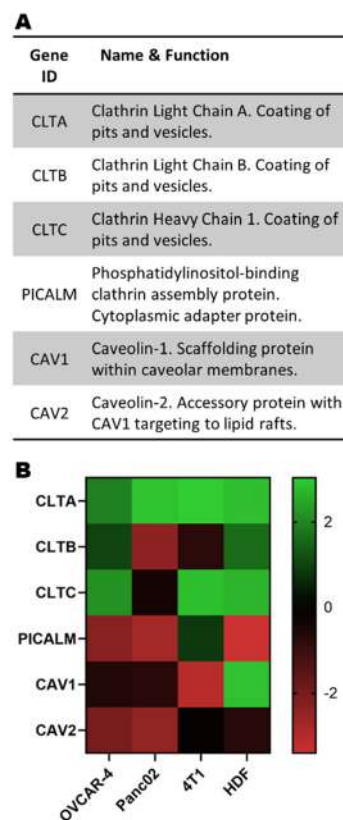 A
Gene Name & Function
ID
CLTA Clathrin Light Chain A. Coating of
pits and vesicles.
CLTB Clathrin Light Chain B. Coating of
pits and vesicles.
CLTC Clathrin Heavy Chain 1. Coating of
pits and vesicles.
PICALM Phosphatidylinositol-binding
clathrin assembly protein.
Cytoplasmic adapter protein.
CAV1 Caveolin-1. Scaffolding protein
within caveolar membranes.
CAV2 Caveolin-2. Accessory protein with
CAV1 targeting to lipid rafts.
B
CLTA
CLTB
CLTC
PICALM
CAV1
CAV2
2
0
-2
OVCAR-4 Panc02 4T1 HDF